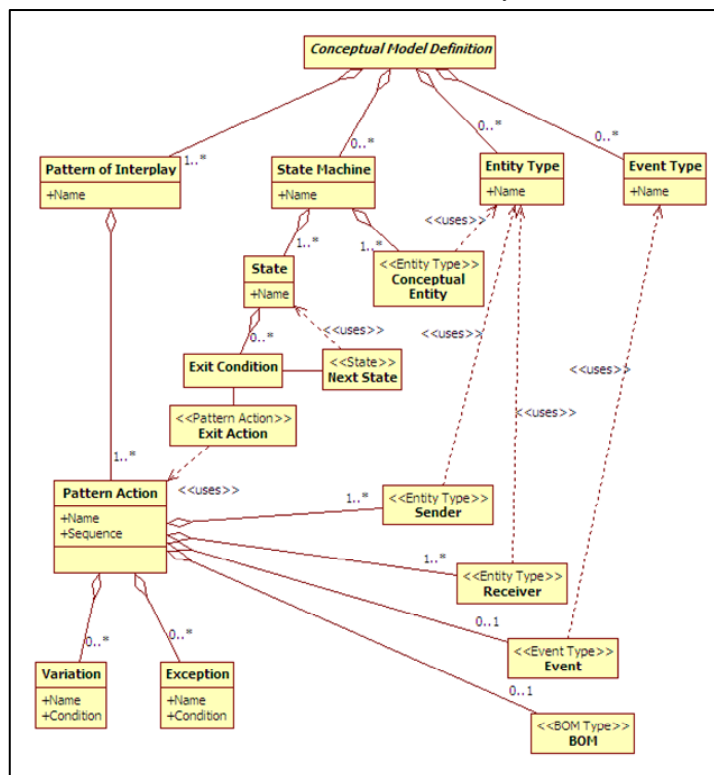 Conceptual Model Definition
1..*
0..*
0..*
0..*
Pattern of Interplay
+Name
State Machine
+Name
Entity Type
+Name
Event Type
+Name
<<uses>>
1..*
1..*
State
+Name
<<Entity Type>>
Conceptual
Entity
0..*
<<uses>>
<<uses>>
Exit Condition
<<State>>
Next State
<<uses>>
<<Pattern Action>>
Exit Action
<<uses>>
1..*
<<uses>>
Pattern Action
+Name
+Sequence
1..*
<<Entity Type>>
Sender
1..*
<<Entity Type>>
Receiver
0..1
<<Event Type>>
Event
0..*
0..*
Variation
+Name
+Condition
Exception
+Name
+Condition
0..1
<<BOM Type>>
BOM